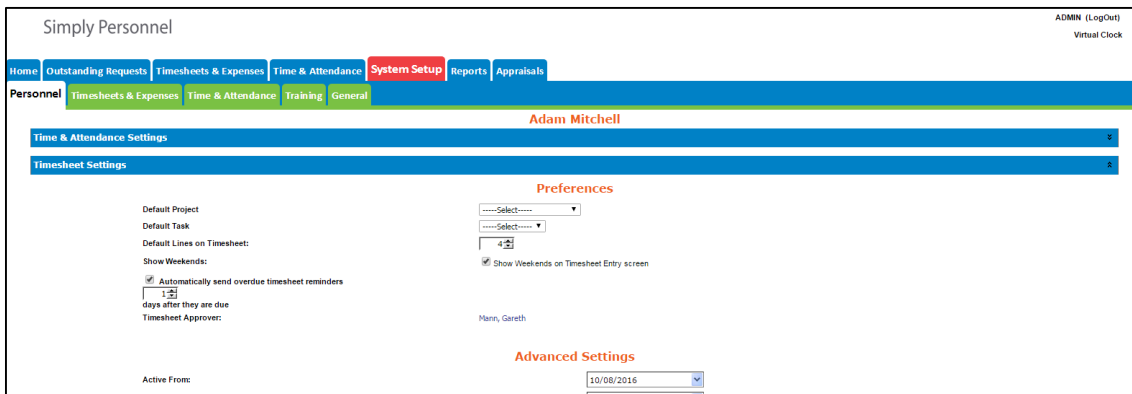 Simply Personnel
ADMIN (LogOut)
Virtual Clock
Home Outstanding Requests Timesheets & Expenses Time & Attendance System Setup Reports Appraisals
Personnel Timesheets & Expenses Time & Attendance Training General
Adam Mitchell
Time & Attendance Settings
Timesheet Settings
Preferences
Default Project -----Select-----
Default Task -----Select-----
Default Lines on Timesheet: 4
Show Weekends: Show Weekends on Timesheet Entry screen
Automatically send overdue timesheet reminders
1
days after they are due
Timesheet Approver: Mann, Gareth
Advanced Settings
Active From: 10/08/2016